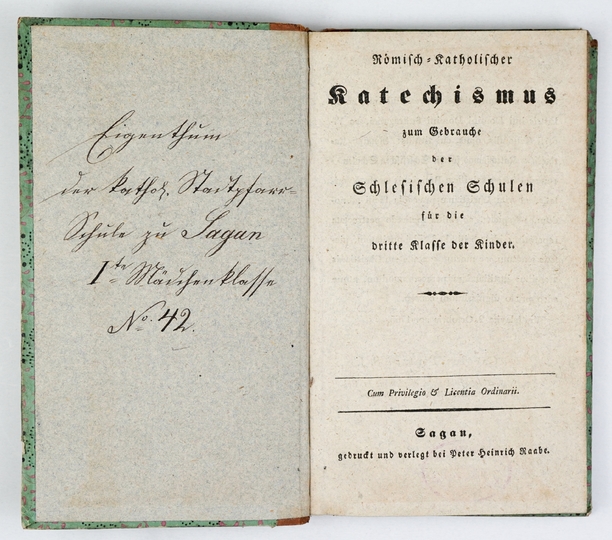 Eigenthum
der kathol. Stadtpfarr-
Schule zu Sagan
I.te Mädchenklasse
No. 42.
Römisch-Katholischer
Katechismus
zum Gebrauche
der
Schlesischen Schulen
für die
dritte Klasse der Kinder.
Cum Privilegio & Licentia Ordinarii.
Sagan,
gedruckt und verlegt bei Peter Heinrich Raabe.